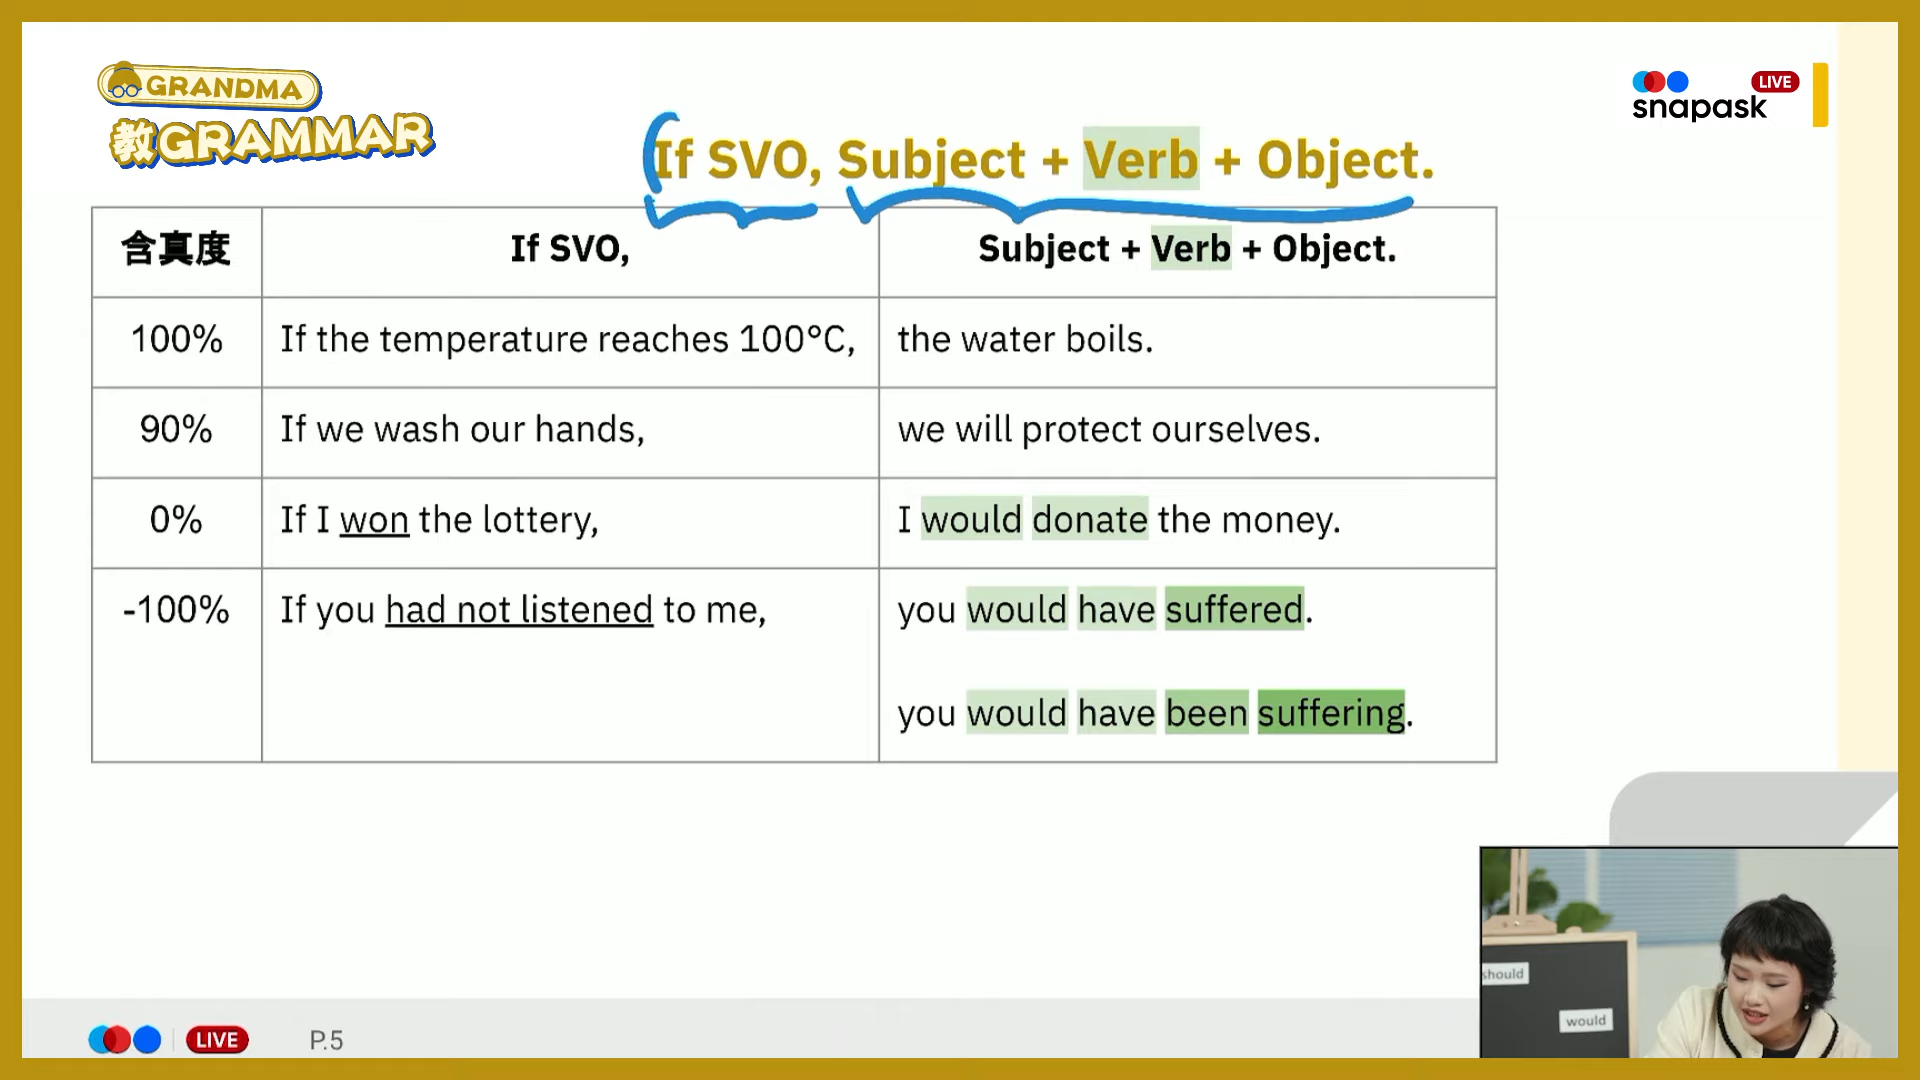 GRANDMA
教GRAMMAR
LIVE
snapask
If SVO, Subject + Verb + Object.
含真度 If SVO, Subject + Verb + Object.
100% If the temperature reaches 100°C, the water boils.
90% If we wash our hands, we will protect ourselves.
0% If I won the lottery, I would donate the money.
-100% If you had not listened to me, you would have suffered.
you would have been suffering.
should
would
LIVE P.5